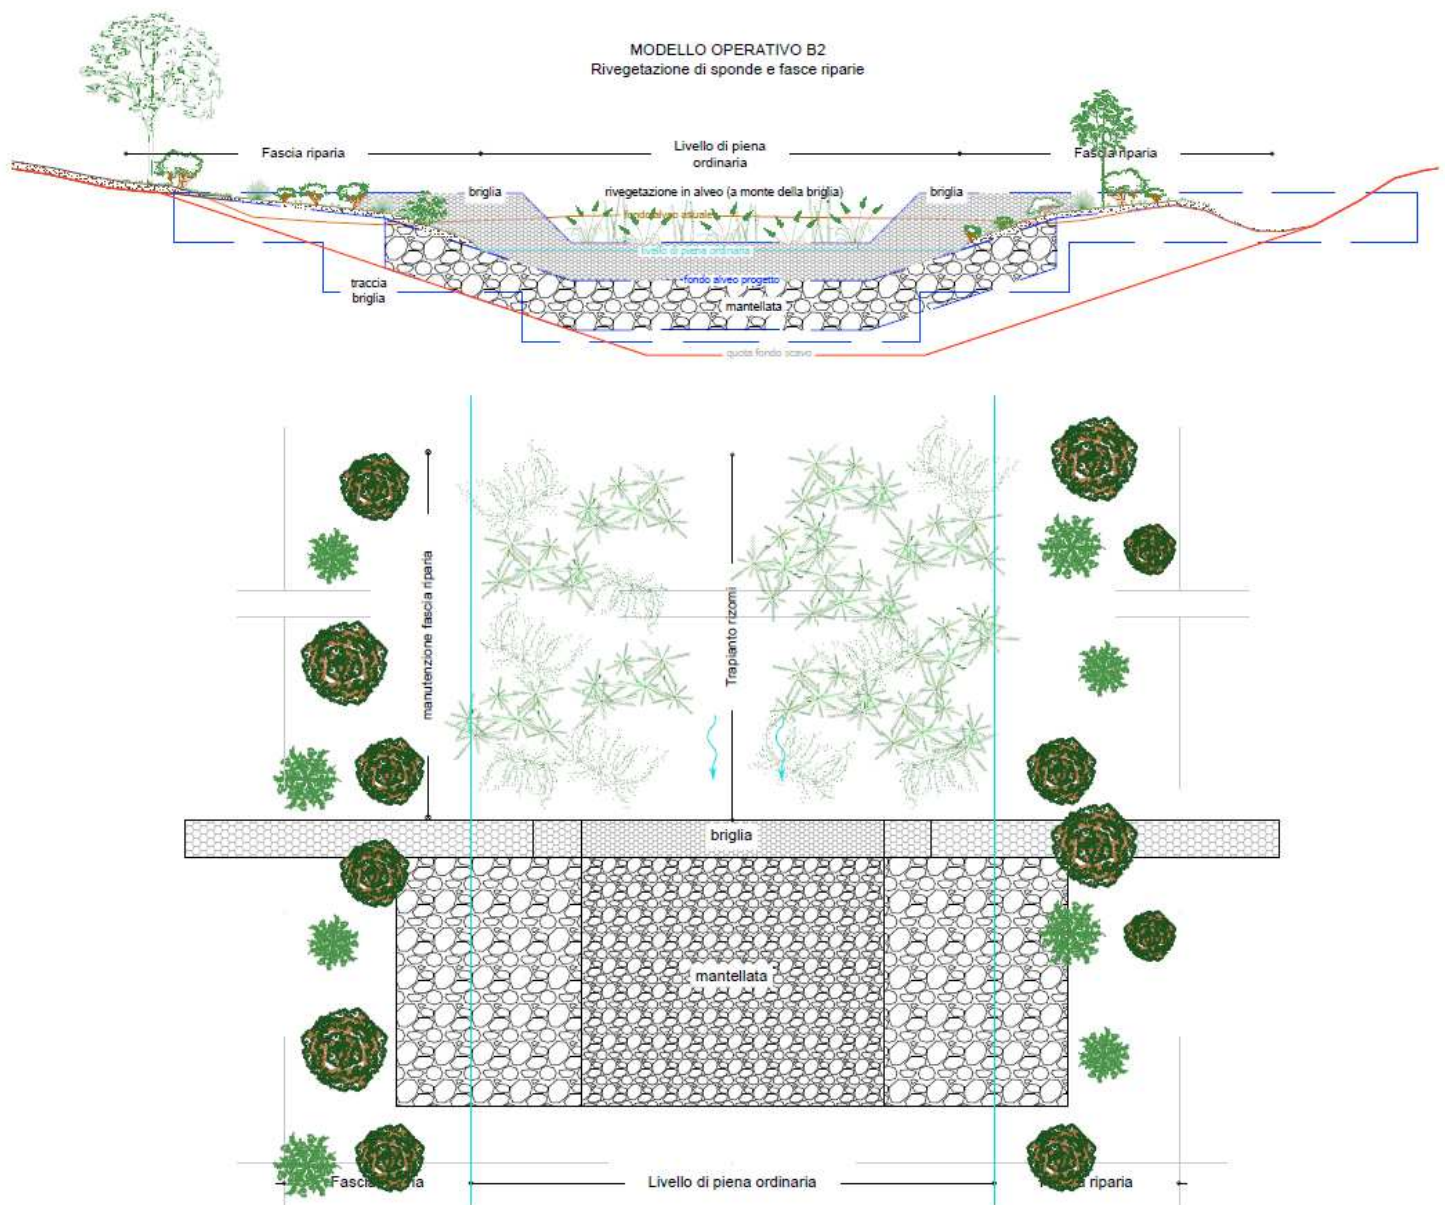 MODELLO OPERATIVO B2
Rivegetazione di sponde e fasce riparie
Fascia riparia
Livello di piena
ordinaria
Fascia riparia
briglia
rivegetazione in alveo (a monte della briglia)
briglia
fondo alveo attuale
livello di piena ordinaria
fondo alveo progetto
traccia
briglia
mantellata
quota fondo scavo
manutenzione fascia riparia
Trapianto rizomi
briglia
mantellata
Livello di piena ordinaria
riparia